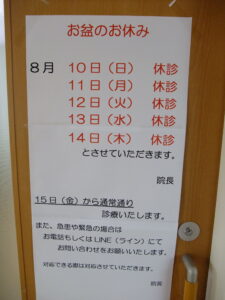 お盆のお休み
8月 10日（日） 休診
11日（月） 休診
12日（火） 休診
13日（水） 休診
14日（木） 休診
とさせていただきます。
院長
15日（金）から通常通り
診療いたします。
また、急患や緊急の場合は
お電話もしくはLINE（ライン）にて
お問い合わせをお願いいたします。
対応できる際は対応させていただきます。
院長